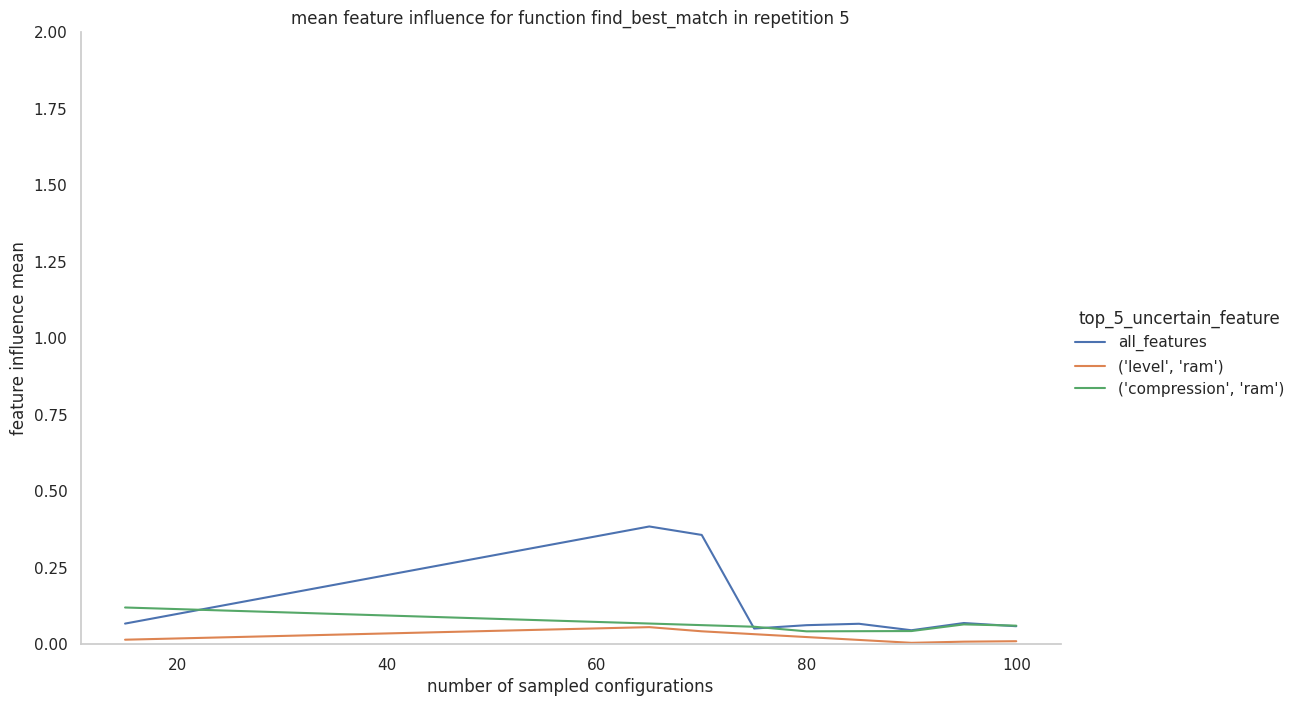 mean feature influence for function find_best_match in repetition 5
2.00
1.75
1.50
1.25
1.00
0.75
0.50
0.25
0.00
feature influence mean
20 40 60 80 100
number of sampled configurations
top_5_uncertain_feature
all_features
('level', 'ram')
('compression', 'ram')